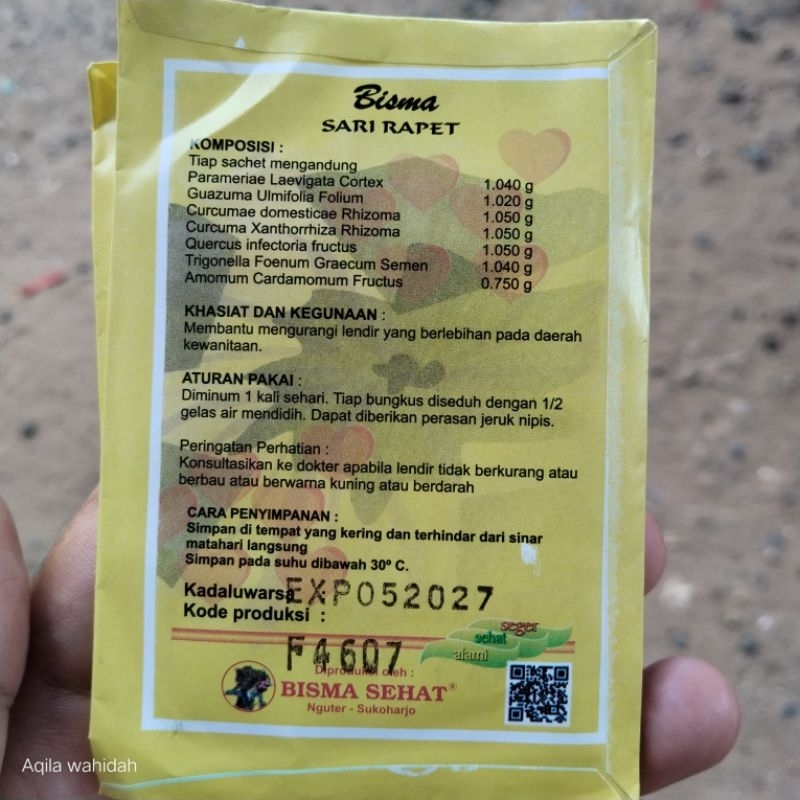 Bisma
SARI RAPET
KOMPOSISI :
Tiap sachet mengandung
Parameriae Laevigata Cortex 1.040 g
Guazuma Ulmifolia Folium 1.020 g
Curcumae domesticae Rhizoma 1.050 g
Curcuma Xanthorrhiza Rhizoma 1.050 g
Quercus infectoria fructus 1.050 g
Trigonella Foenum Graecum Semen 1.040 g
Amomum Cardamomum Fructus 0.750 g
KHASIAT DAN KEGUNAAN :
Membantu mengurangi lendir yang berlebihan pada daerah
kewanitaan.
ATURAN PAKAI :
Diminum 1 kali sehari. Tiap bungkus diseduh dengan 1/2
gelas air mendidih. Dapat diberikan perasan jeruk nipis.
Peringatan Perhatian :
Konsultasikan ke dokter apabila lendir tidak berkurang atau
berbau atau berwarna kuning atau berdarah
CARA PENYIMPANAN :
Simpan di tempat yang kering dan terhindar dari sinar
matahari langsung
Simpan pada suhu dibawah 30º C.
Kadaluwarsa : EXP052027
Kode produksi :
F4607
seger
sehat
alami
Diproduksi oleh :
BISMA SEHAT®
Nguter - Sukoharjo
Aqila wahidah